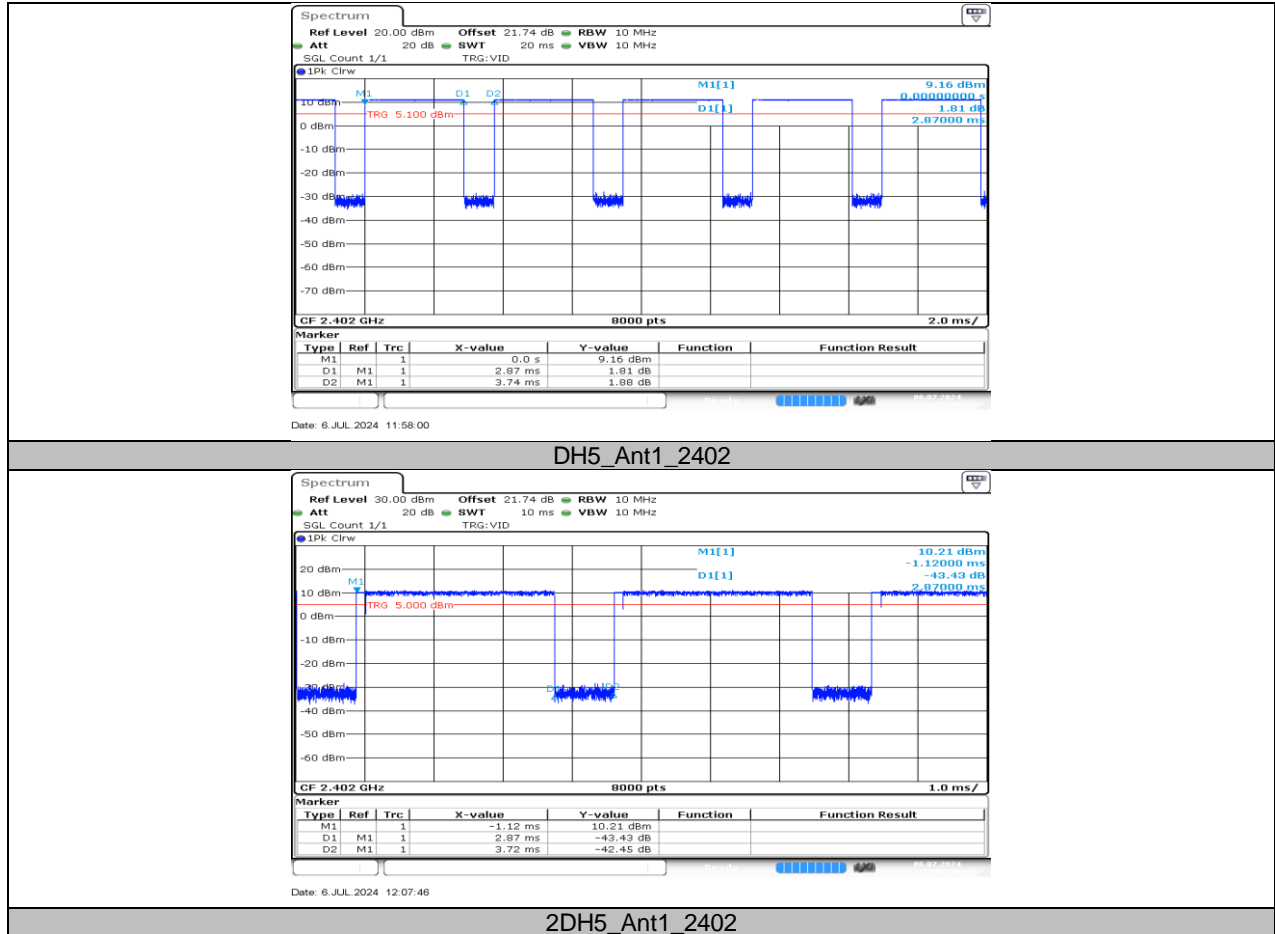 Spectrum
Ref Level 20.00 dBm Offset 21.74 dB RBW 10 MHz
Att 20 dB SWT 20 ms VBW 10 MHz
SGL Count 1/1 TRG:VID
1Pk Clrw
M1[1] 9.16 dBm
0.00000000 s
M1 D1 D2
10 dBm
D1[1] 1.81 dB
TRG 5.100 dBm
2.87000 ms
0 dBm
-10 dBm
-20 dBm
-30 dBm
-40 dBm
-50 dBm
-60 dBm
-70 dBm
CF 2.402 GHz 8000 pts 2.0 ms/
Marker
Type Ref Trc X-value Y-value Function Function Result
M1 1 0.0 s 9.16 dBm
D1 M1 1 2.87 ms 1.81 dB
D2 M1 1 3.74 ms 1.88 dB
Ready 06.07.2024
Date: 6.JUL.2024 11:58:00
DH5_Ant1_2402
Spectrum
Ref Level 30.00 dBm Offset 21.74 dB RBW 10 MHz
Att 20 dB SWT 10 ms VBW 10 MHz
SGL Count 1/1 TRG:VID
1Pk Clrw
M1[1] 10.21 dBm
-1.12000 ms
20 dBm
D1[1] -43.43 dB
M1
2.87000 ms
10 dBm
TRG 5.000 dBm
0 dBm
-10 dBm
-20 dBm
D2
-40 dBm
-50 dBm
-60 dBm
CF 2.402 GHz 8000 pts 1.0 ms/
Marker
Type Ref Trc X-value Y-value Function Function Result
M1 1 -1.12 ms 10.21 dBm
D1 M1 1 2.87 ms -43.43 dB
D2 M1 1 3.72 ms -42.45 dB
Ready 06.07.2024
Date: 6.JUL.2024 12:07:46
2DH5_Ant1_2402